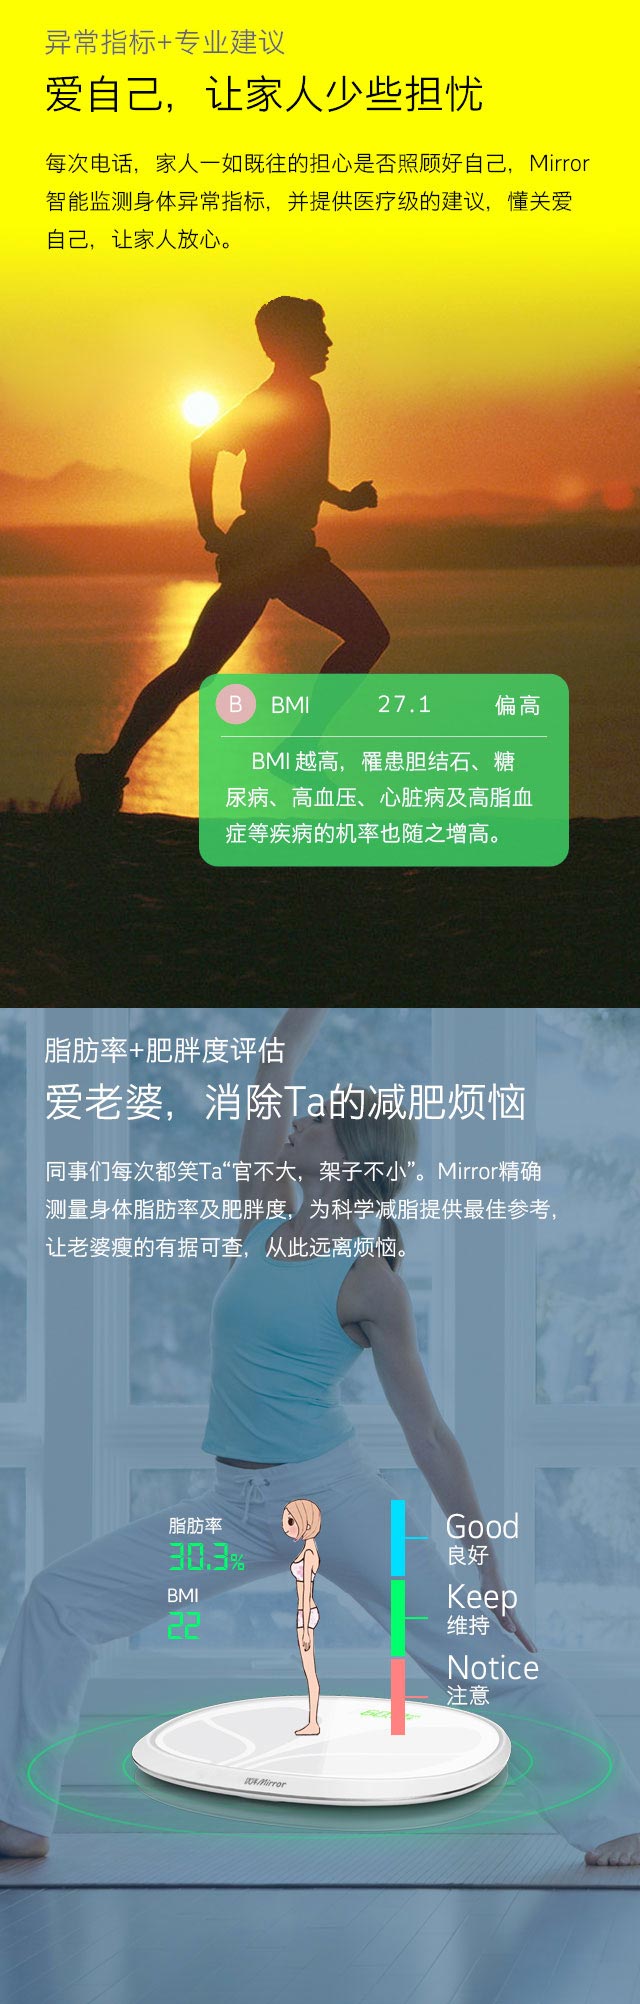 异常指标+专业建议
爱自己，让家人少些担忧
每次电话，家人一如既往的担心是否照顾好自己，Mirror
智能监测身体异常指标，并提供医疗级的建议，懂关爱
自己，让家人放心。
B BMI 27.1 偏高
BMI 越高，罹患胆结石、糖
尿病、高血压、心脏病及高脂血
症等疾病的机率也随之增高。
脂肪率+肥胖度评估
爱老婆，消除Ta的减肥烦恼
同事们每次都笑Ta“官不大，架子不小”。Mirror精确
测量身体脂肪率及肥胖度，为科学减脂提供最佳参考，
让老婆瘦的有据可查，从此远离烦恼。
脂肪率
30.3%
BMI
22
Good
良好
Keep
维持
Notice
注意
Mirror